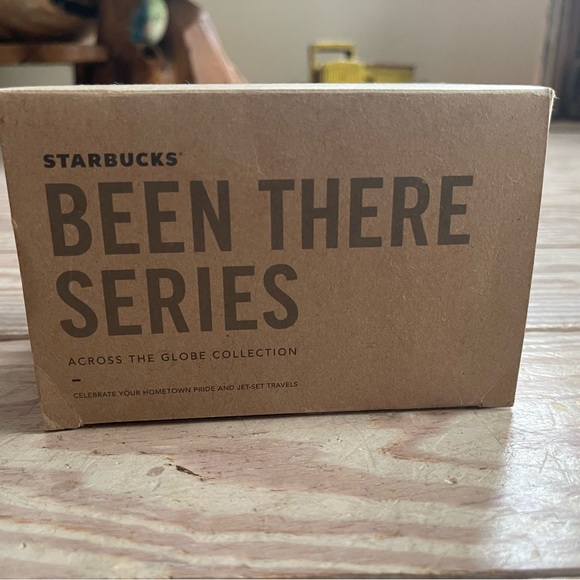 STARBUCKS®
BEEN THERE
SERIES
ACROSS THE GLOBE COLLECTION
–
CELEBRATE YOUR HOMETOWN PRIDE AND JET-SET TRAVELS